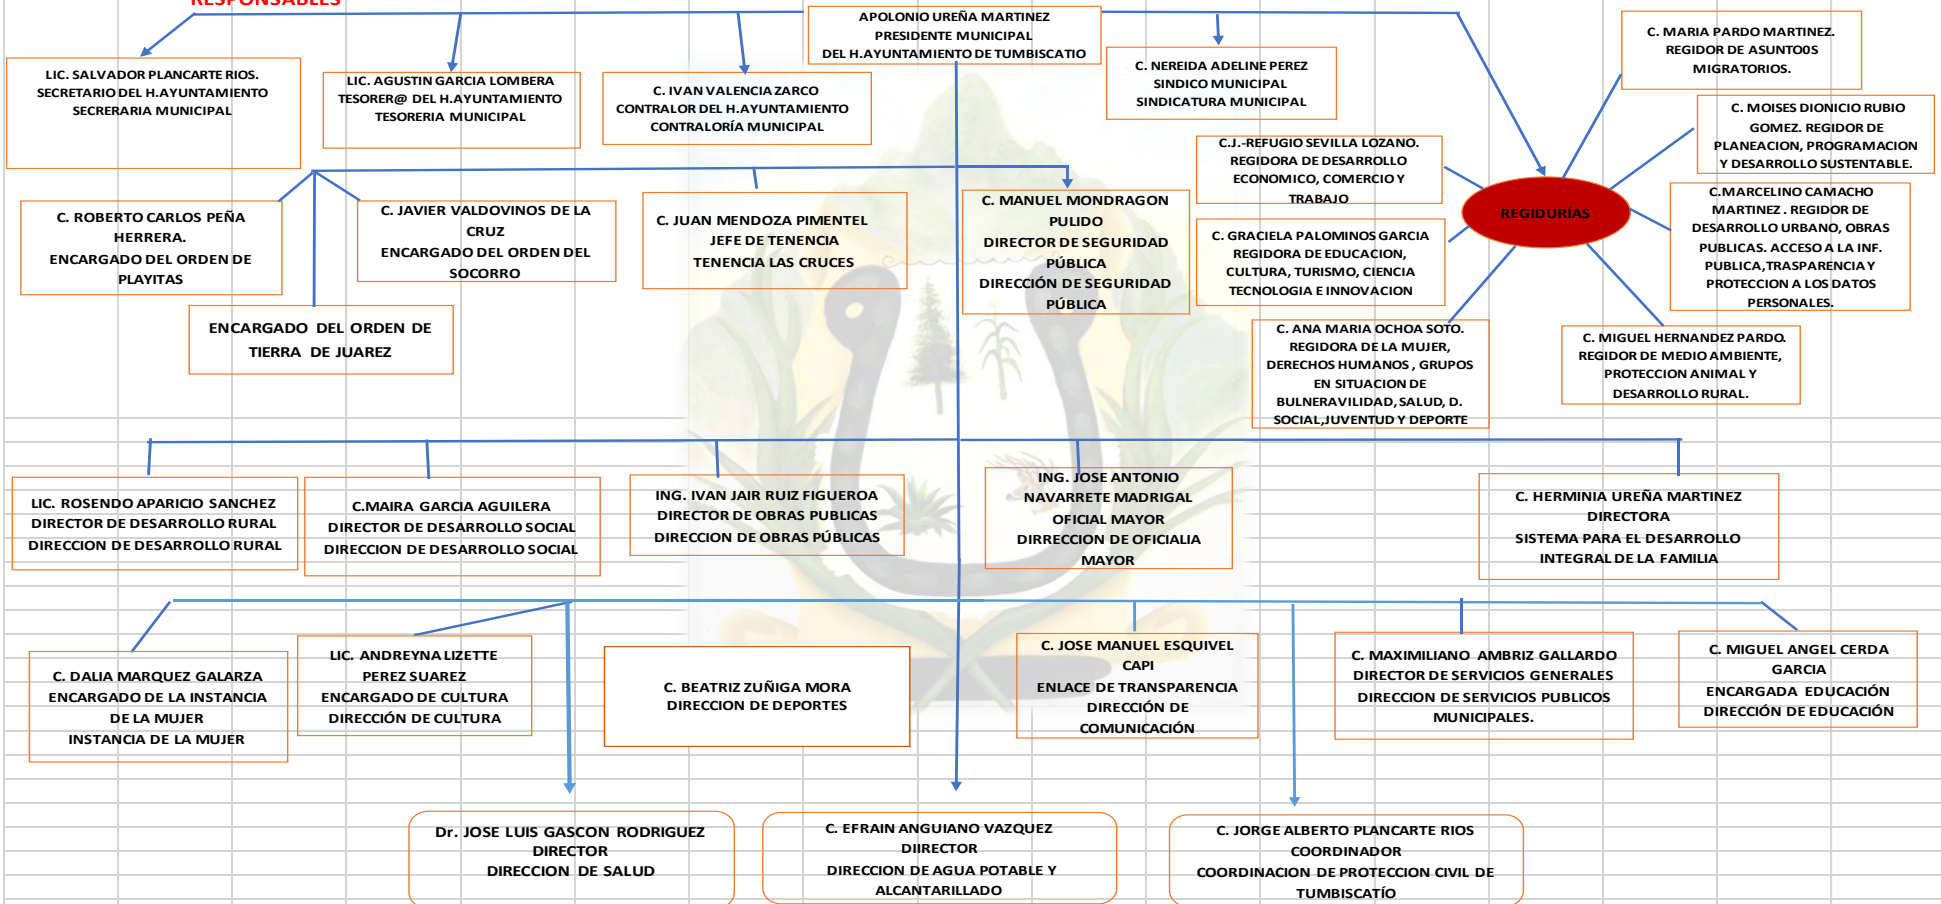 RESPONSABLES
APOLONIO UREÑA MARTINEZ
PRESIDENTE MUNICIPAL
DEL H.AYUNTAMIENTO DE TUMBISCATIO
LIC. SALVADOR PLANCARTE RIOS.
SECRETARIO DEL H.AYUNTAMIENTO
SECRERARIA MUNICIPAL
LIC. AGUSTIN GARCIA LOMBERA
TESORER@ DEL H.AYUNTAMIENTO
TESORERIA MUNICIPAL
C. IVAN VALENCIA ZARCO
CONTRALOR DEL H.AYUNTAMIENTO
CONTRALORÍA MUNICIPAL
C. NEREIDA ADELINE PEREZ
SINDICO MUNICIPAL
SINDICATURA MUNICIPAL
C. MARIA PARDO MARTINEZ.
REGIDOR DE ASUNTO0S
MIGRATORIOS.
C. MOISES DIONICIO RUBIO
GOMEZ. REGIDOR DE
PLANEACION, PROGRAMACION
Y DESARROLLO SUSTENTABLE.
C.J.-REFUGIO SEVILLA LOZANO.
REGIDORA DE DESARROLLO
ECONOMICO, COMERCIO Y
TRABAJO
REGIDURÍAS
C.MARCELINO CAMACHO
MARTINEZ . REGIDOR DE
DESARROLLO URBANO, OBRAS
PUBLICAS. ACCESO A LA INF.
PUBLICA,TRASPARENCIA Y
PROTECCION A LOS DATOS
PERSONALES.
C. GRACIELA PALOMINOS GARCIA
REGIDORA DE EDUCACION,
CULTURA, TURISMO, CIENCIA
TECNOLOGIA E INNOVACION
C. ANA MARIA OCHOA SOTO.
REGIDORA DE LA MUJER,
DERECHOS HUMANOS , GRUPOS
EN SITUACION DE
BULNERAVILIDAD, SALUD, D.
SOCIAL,JUVENTUD Y DEPORTE
C. MIGUEL HERNANDEZ PARDO.
REGIDOR DE MEDIO AMBIENTE,
PROTECCION ANIMAL Y
DESARROLLO RURAL.
C. ROBERTO CARLOS PEÑA
HERRERA.
ENCARGADO DEL ORDEN DE
PLAYITAS
C. JAVIER VALDOVINOS DE LA
CRUZ
ENCARGADO DEL ORDEN DEL
SOCORRO
C. JUAN MENDOZA PIMENTEL
JEFE DE TENENCIA
TENENCIA LAS CRUCES
C. MANUEL MONDRAGON
PULIDO
DIRECTOR DE SEGURIDAD
PÚBLICA
DIRECCIÓN DE SEGURIDAD
PÚBLICA
ENCARGADO DEL ORDEN DE
TIERRA DE JUAREZ
LIC. ROSENDO APARICIO SANCHEZ
DIRECTOR DE DESARROLLO RURAL
DIRECCION DE DESARROLLO RURAL
C.MAIRA GARCIA AGUILERA
DIRECTOR DE DESARROLLO SOCIAL
DIRECCION DE DESARROLLO SOCIAL
ING. IVAN JAIR RUIZ FIGUEROA
DIRECTOR DE OBRAS PUBLICAS
DIRECCION DE OBRAS PÚBLICAS
ING. JOSE ANTONIO
NAVARRETE MADRIGAL
OFICIAL MAYOR
DIRRECCION DE OFICIALIA
MAYOR
C. HERMINIA UREÑA MARTINEZ
DIRECTORA
SISTEMA PARA EL DESARROLLO
INTEGRAL DE LA FAMILIA
C. DALIA MARQUEZ GALARZA
ENCARGADO DE LA INSTANCIA
DE LA MUJER
INSTANCIA DE LA MUJER
LIC. ANDREYNA LIZETTE
PEREZ SUAREZ
ENCARGADO DE CULTURA
DIRECCIÓN DE CULTURA
C. BEATRIZ ZUÑIGA MORA
DIRECCION DE DEPORTES
C. JOSE MANUEL ESQUIVEL
CAPI
ENLACE DE TRANSPARENCIA
DIRECCIÓN DE
COMUNICACIÓN
C. MAXIMILIANO AMBRIZ GALLARDO
DIRECTOR DE SERVICIOS GENERALES
DIRECCION DE SERVICIOS PUBLICOS
MUNICIPALES.
C. MIGUEL ANGEL CERDA
GARCIA
ENCARGADA EDUCACIÓN
DIRECCIÓN DE EDUCACIÓN
Dr. JOSE LUIS GASCON RODRIGUEZ
DIRECTOR
DIRECCION DE SALUD
C. EFRAIN ANGUIANO VAZQUEZ
DIIRECTOR
DIRECCION DE AGUA POTABLE Y
ALCANTARILLADO
C. JORGE ALBERTO PLANCARTE RIOS
COORDINADOR
COORDINACION DE PROTECCION CIVIL DE
TUMBISCATÍO